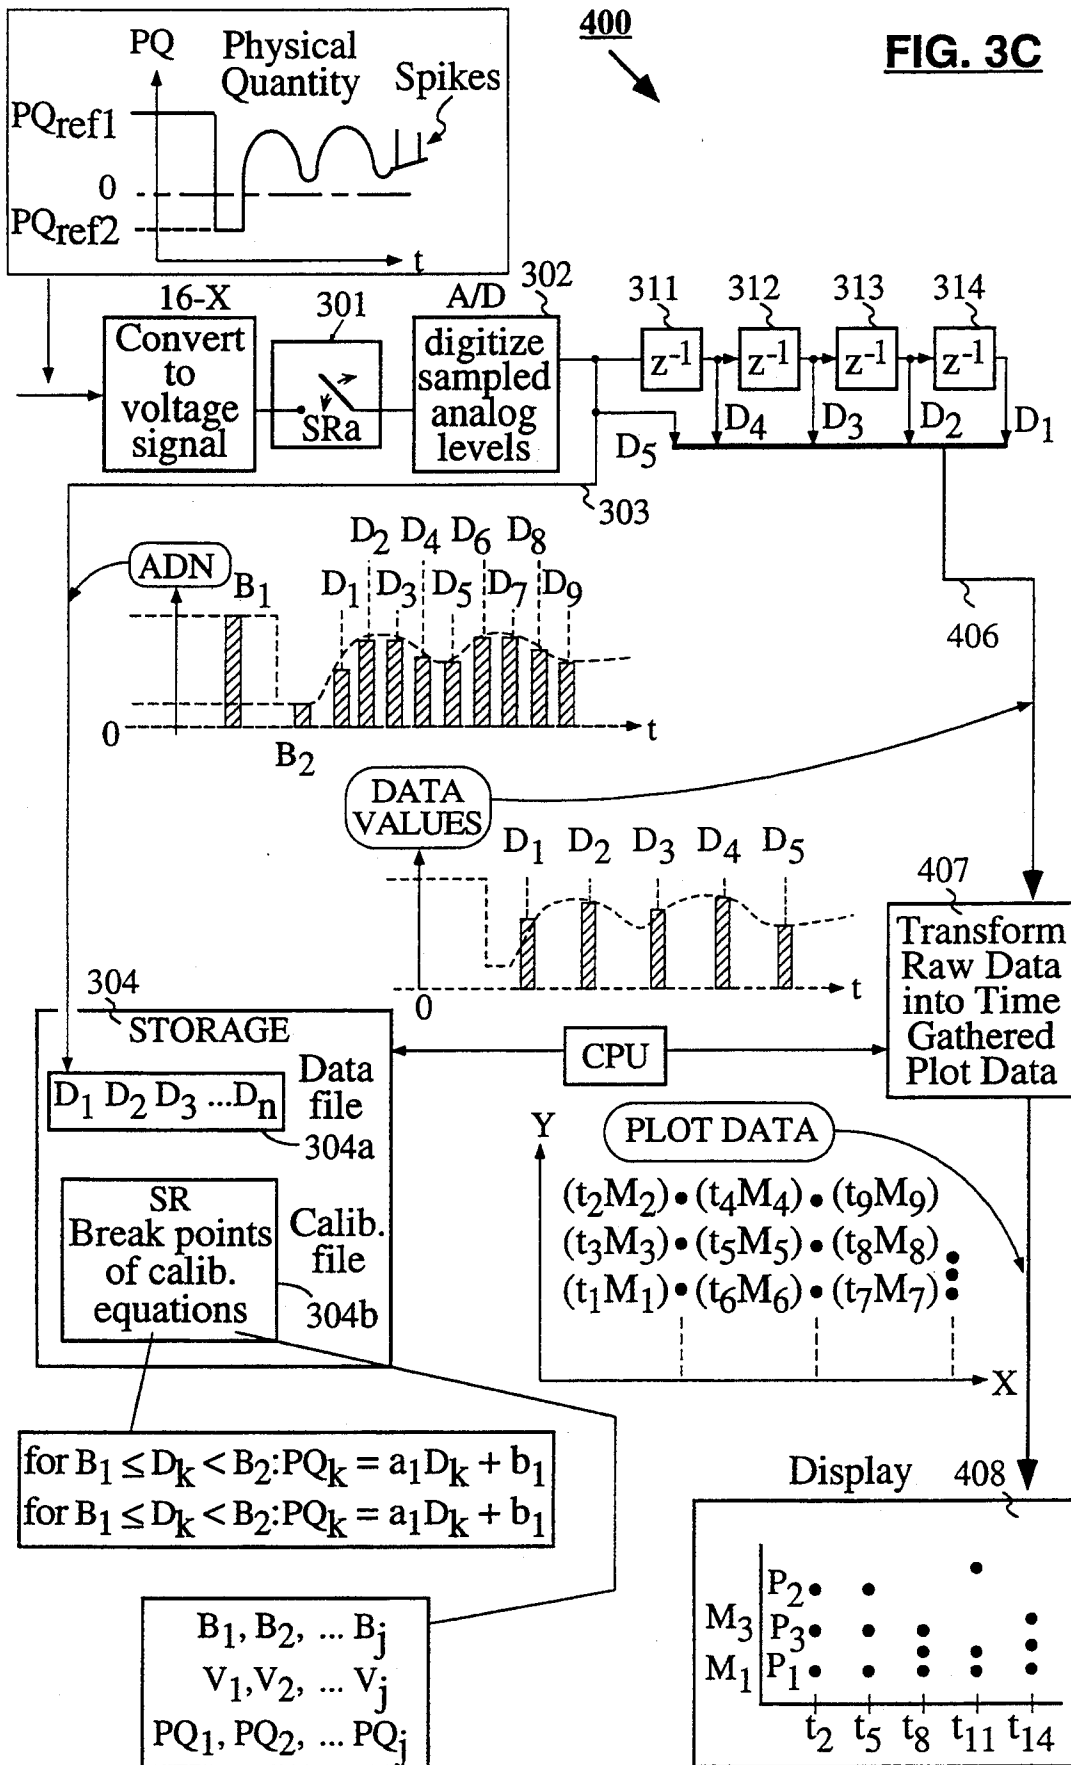 400
FIG. 3C
PQ
Physical
Quantity
Spikes
PQref1
0
PQref2
t
16-X
Convert
to
voltage
signal
301
SRa
A/D
302
digitize
sampled
analog
levels
311
312
313
314
z-1
z-1
z-1
z-1
D5
D4
D3
D2
D1
303
406
ADN
B1
D2 D4 D6 D8
D1 D3 D5 D7 D9
0
B2
t
DATA
VALUES
D1 D2 D3 D4 D5
0
t
407
Transform
Raw Data
into Time
Gathered
Plot Data
304
STORAGE
CPU
D1 D2 D3 ...Dn
Data
file
304a
SR
Break points
of calib.
equations
Calib.
file
304b
Y
PLOT DATA
(t2M2)•(t4M4)•(t9M9)
(t3M3)•(t5M5)•(t8M8)
(t1M1)•(t6M6)•(t7M7)
X
for B1 ≤ Dk < B2:PQk = a1Dk + b1
for B1 ≤ Dk < B2:PQk = a1Dk + b1
B1, B2, ... Bj
V1,V2, ... Vj
PQ1, PQ2, ... PQj
Display
408
P2
M3 P3
M1 P1
t2 t5 t8 t11 t14